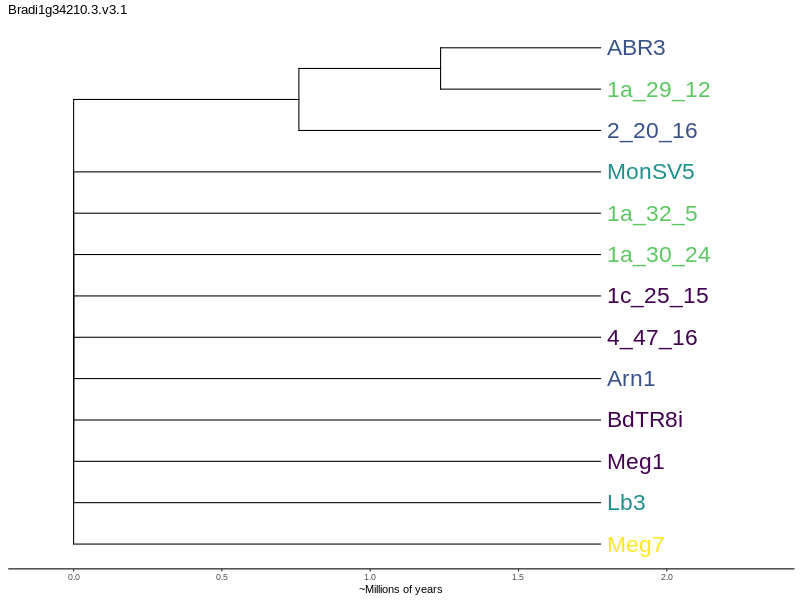 Bradi1g34210.3.v3.1
ABR3
1a_29_12
2_20_16
MonSV5
1a_32_5
1a_30_24
1c_25_15
4_47_16
Arn1
BdTR8i
Meg1
Lb3
Meg7
0.0 0.5 1.0 1.5 2.0
~Millions of years